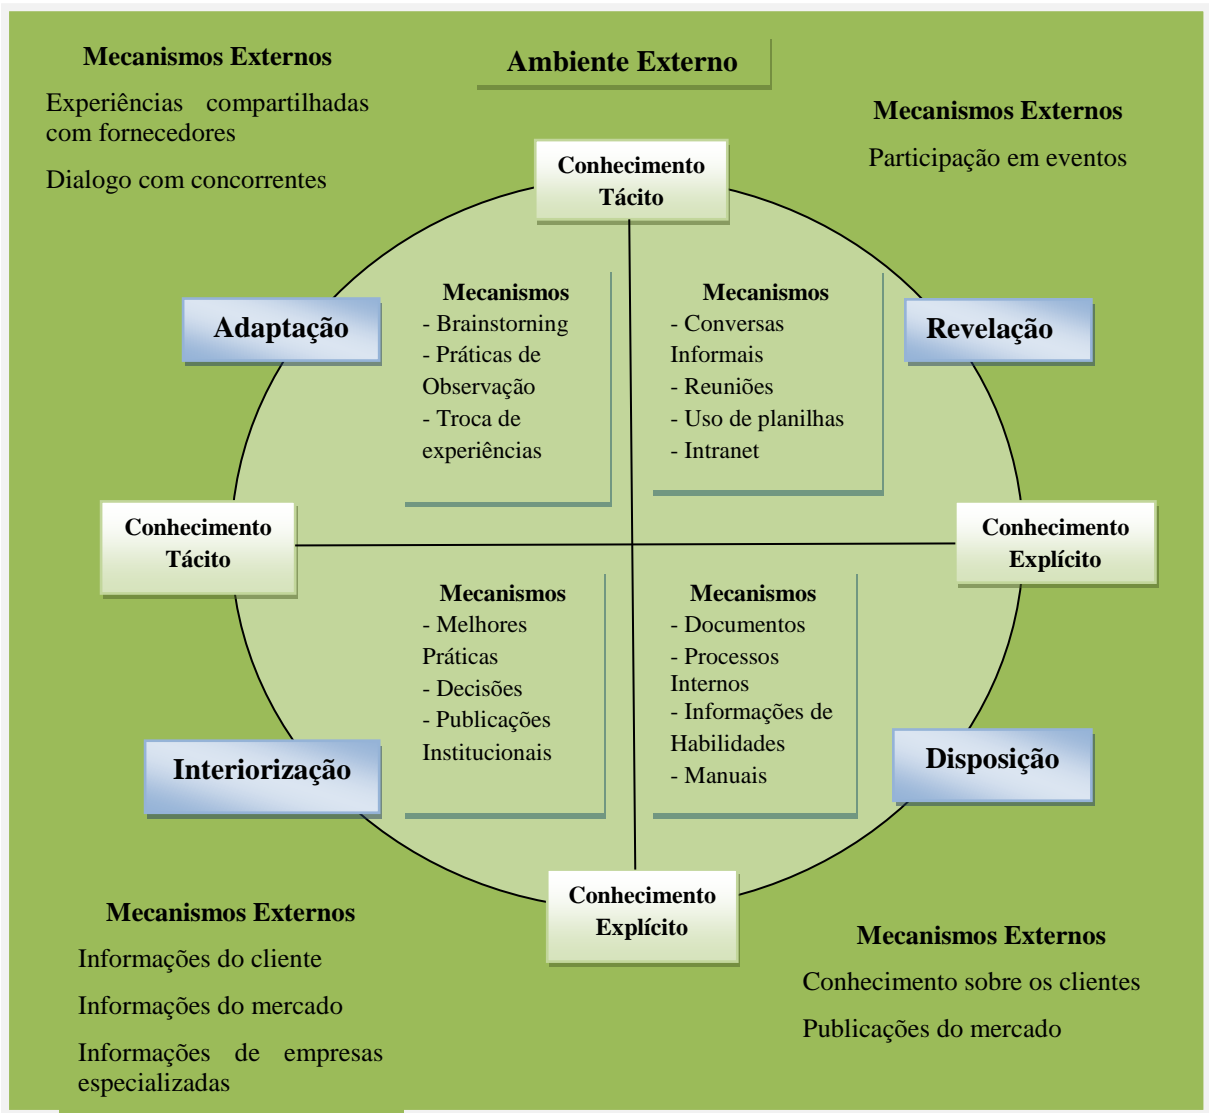 Mecanismos Externos
Experiências compartilhadas
com fornecedores
Dialogo com concorrentes
Ambiente Externo
Mecanismos Externos
Participação em eventos
Conhecimento
Tácito
Adaptação
Mecanismos
- Brainstorning
- Práticas de
Observação
- Troca de
experiências
Mecanismos
- Conversas
Informais
- Reuniões
- Uso de planilhas
- Intranet
Revelação
Conhecimento
Tácito
Conhecimento
Explícito
Interiorização
Mecanismos
- Melhores
Práticas
- Decisões
- Publicações
Institucionais
Mecanismos
- Documentos
- Processos
Internos
- Informações de
Habilidades
- Manuais
Disposição
Conhecimento
Explícito
Mecanismos Externos
Informações do cliente
Informações do mercado
Informações de empresas
especializadas
Mecanismos Externos
Conhecimento sobre os clientes
Publicações do mercado